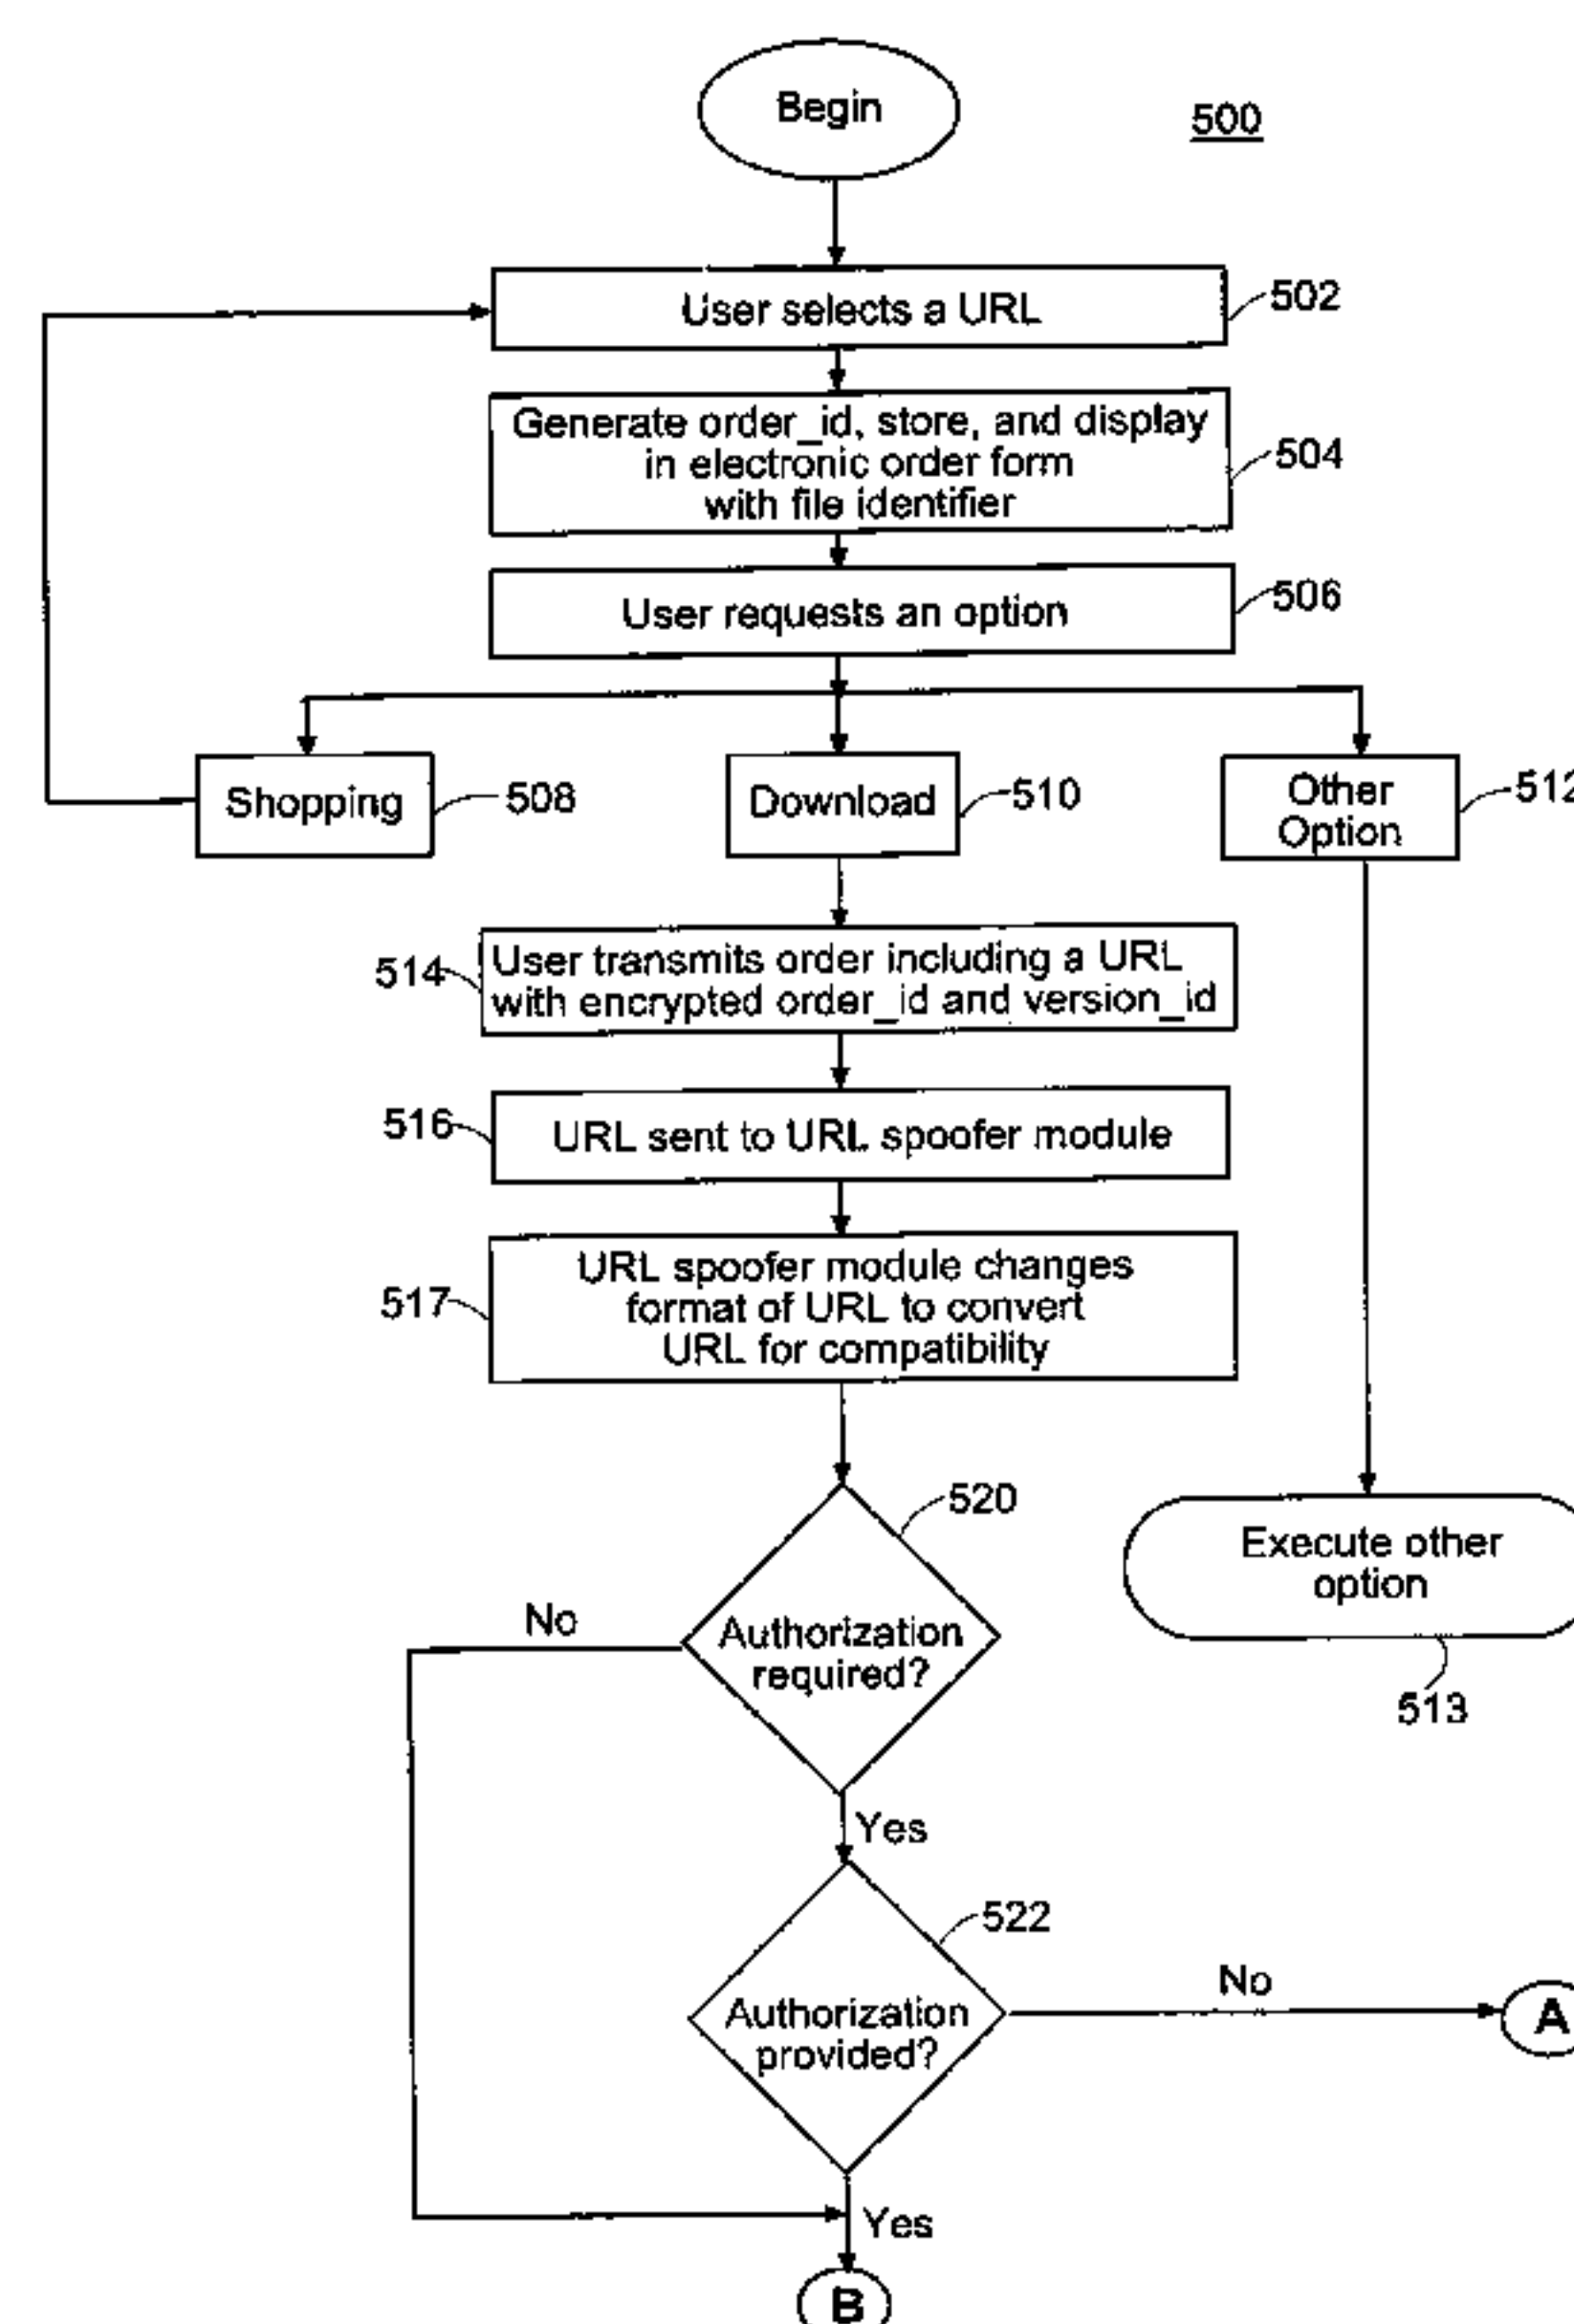 Begin
500
User selects a URL
502
Generate order_id, store, and display
in electronic order form
with file identifier
504
User requests an option
506
Shopping
508
Download
510
Other
Option
512
514
User transmits order including a URL
with encrypted order_id and version_id
516
URL sent to URL spoofer module
517
URL spoofer module changes
format of URL to convert
URL for compatibility
520
Authorization
required?
No
Yes
Execute other
option
513
522
Authorization
provided?
No
A
Yes
B